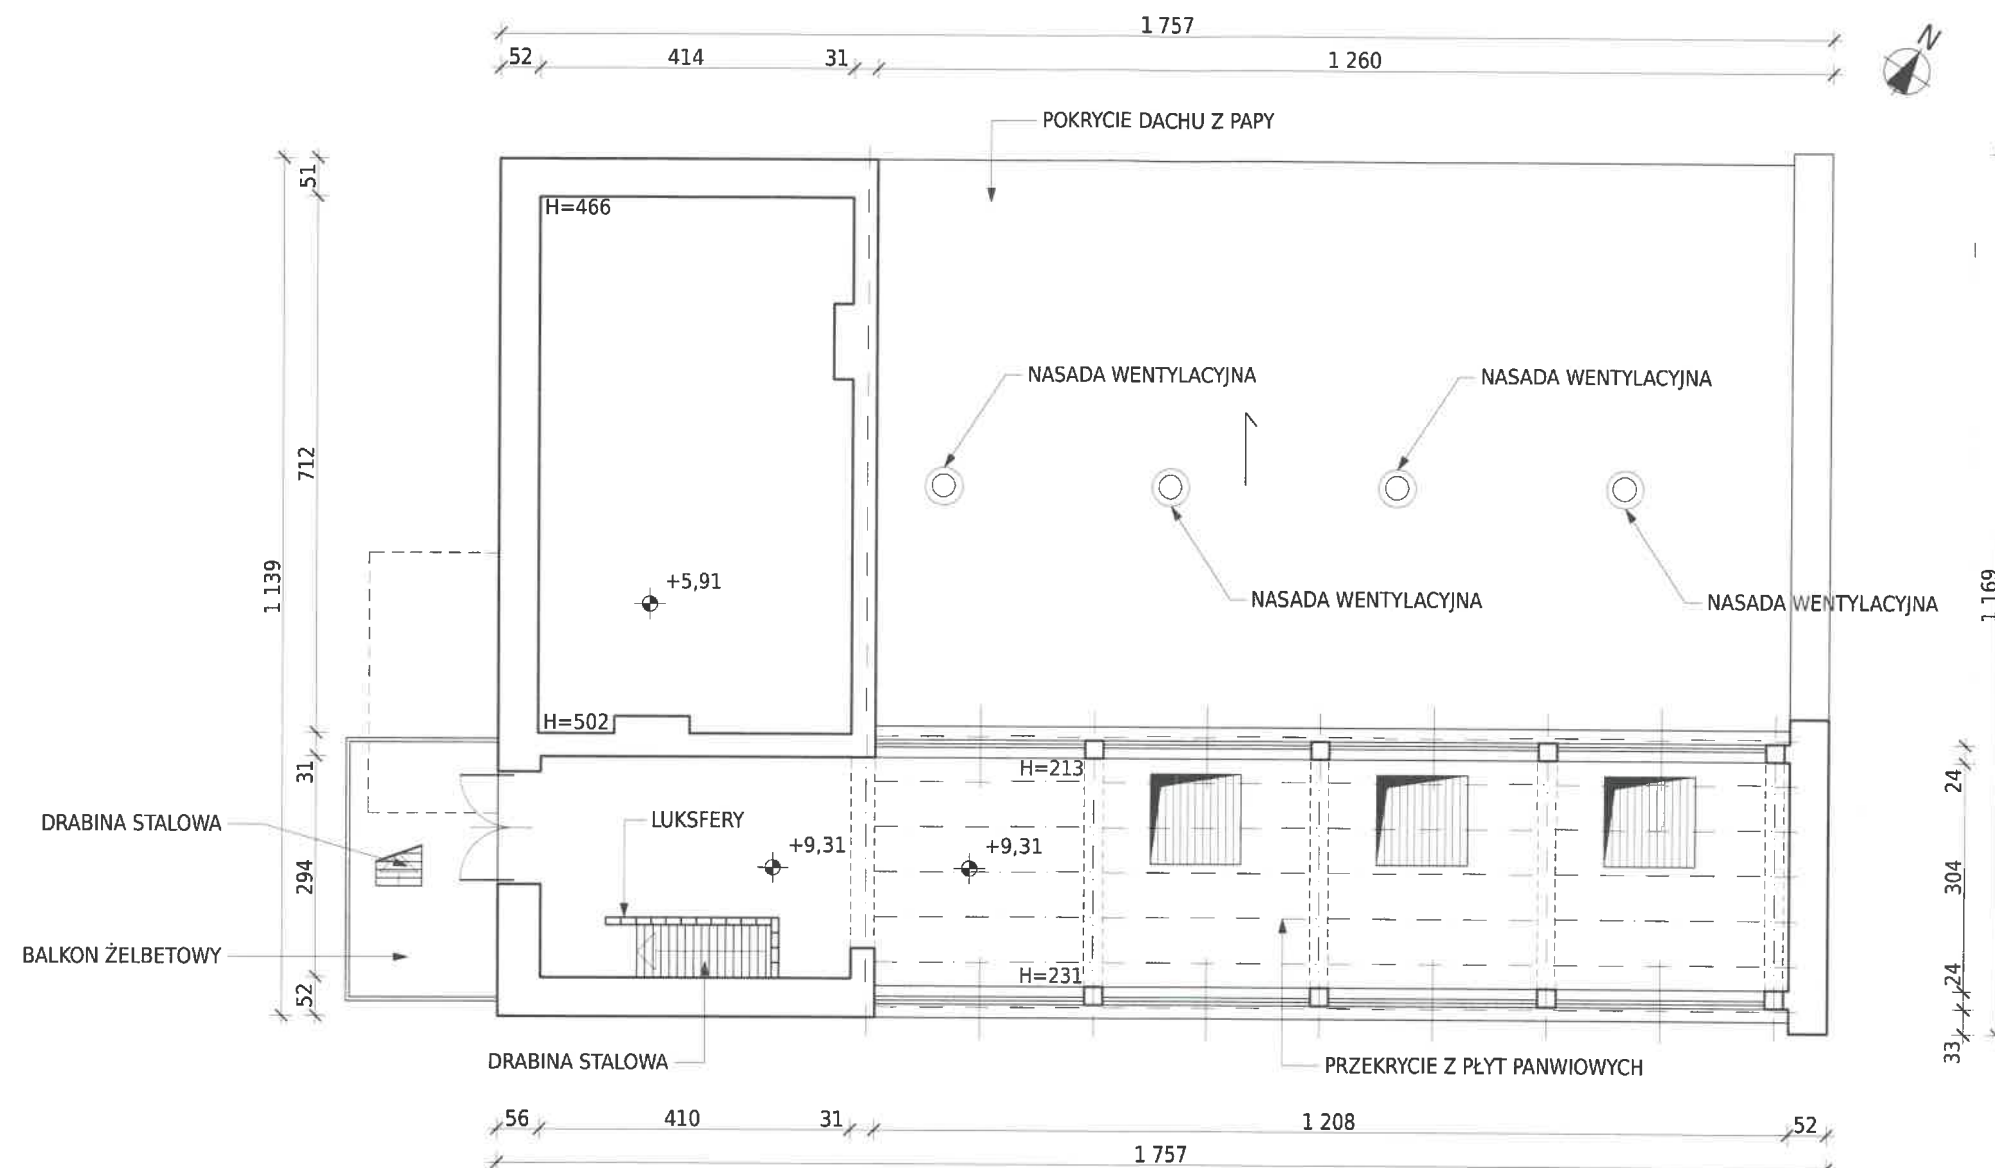 1 757
52
414
31
1 260
N
POKRYCIE DACHU Z PAPY
51
H=466
NASADA WENTYLACYJNA
NASADA WENTYLACYJNA
712
1 139
+5,91
1 169
NASADA WENTYLACYJNA
NASADA WENTYLACYJNA
H=502
31
H=213
24
DRABINA STALOWA
LUKSFERY
+9,31
+9,31
294
304
BALKON ŻELBETOWY
H=231
24
52
33
DRABINA STALOWA
PRZEKRYCIE Z PŁYT PANWIOWYCH
56
410
31
1 208
52
1 757